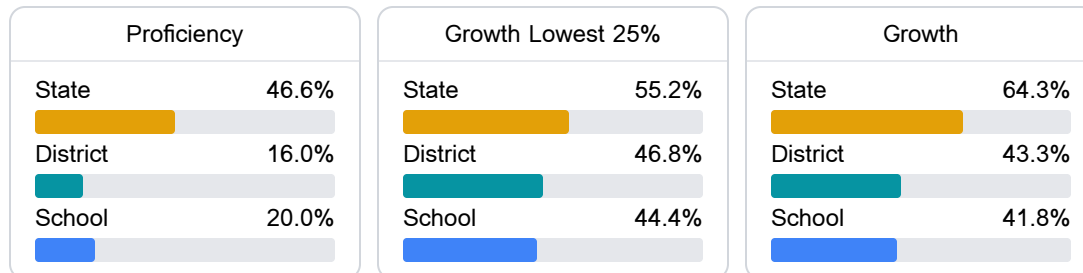 Proficiency
State 46.6%
District 16.0%
School 20.0%
Growth Lowest 25%
State 55.2%
District 46.8%
School 44.4%
Growth
State 64.3%
District 43.3%
School 41.8%